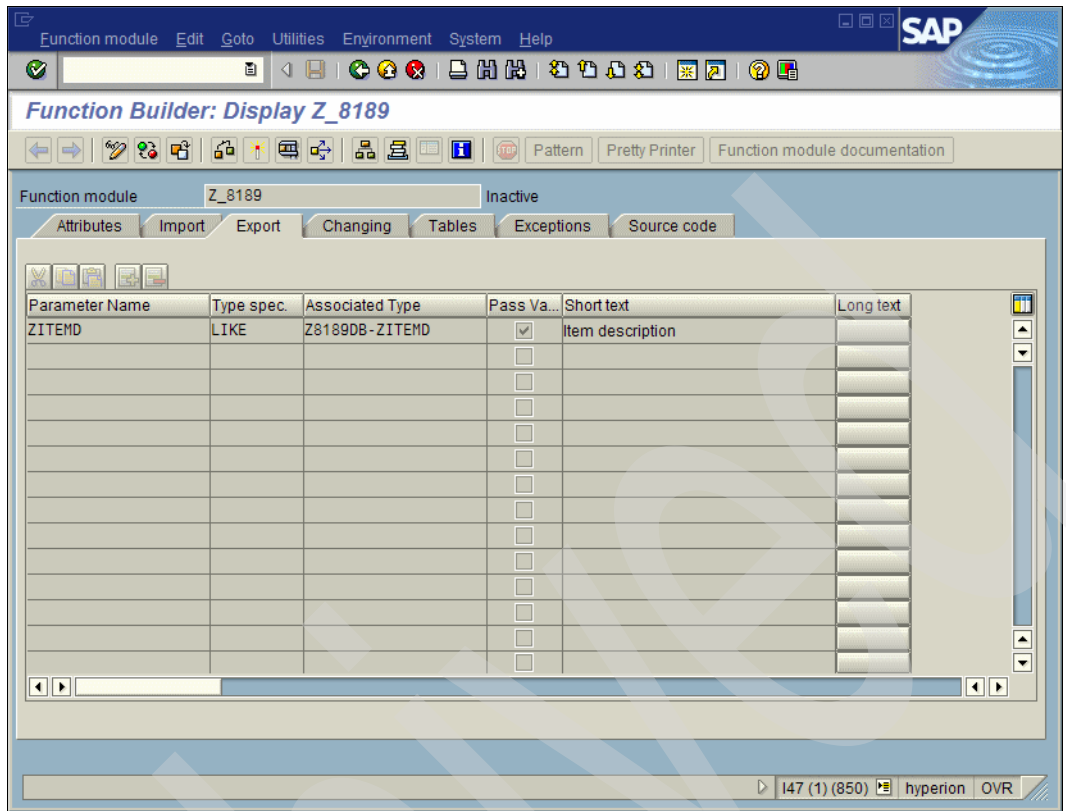 Function module Edit Goto Utilities Environment System Help
SAP
Function Builder: Display Z_8189
STOP Pattern Pretty Printer Function module documentation
Function module Z_8189 Inactive
Attributes Import Export Changing Tables Exceptions Source code
Parameter Name Type spec. Associated Type Pass Va... Short text Long text
ZITEMD LIKE Z8189DB-ZITEMD Item description
I47 (1) (850) hyperion OVR